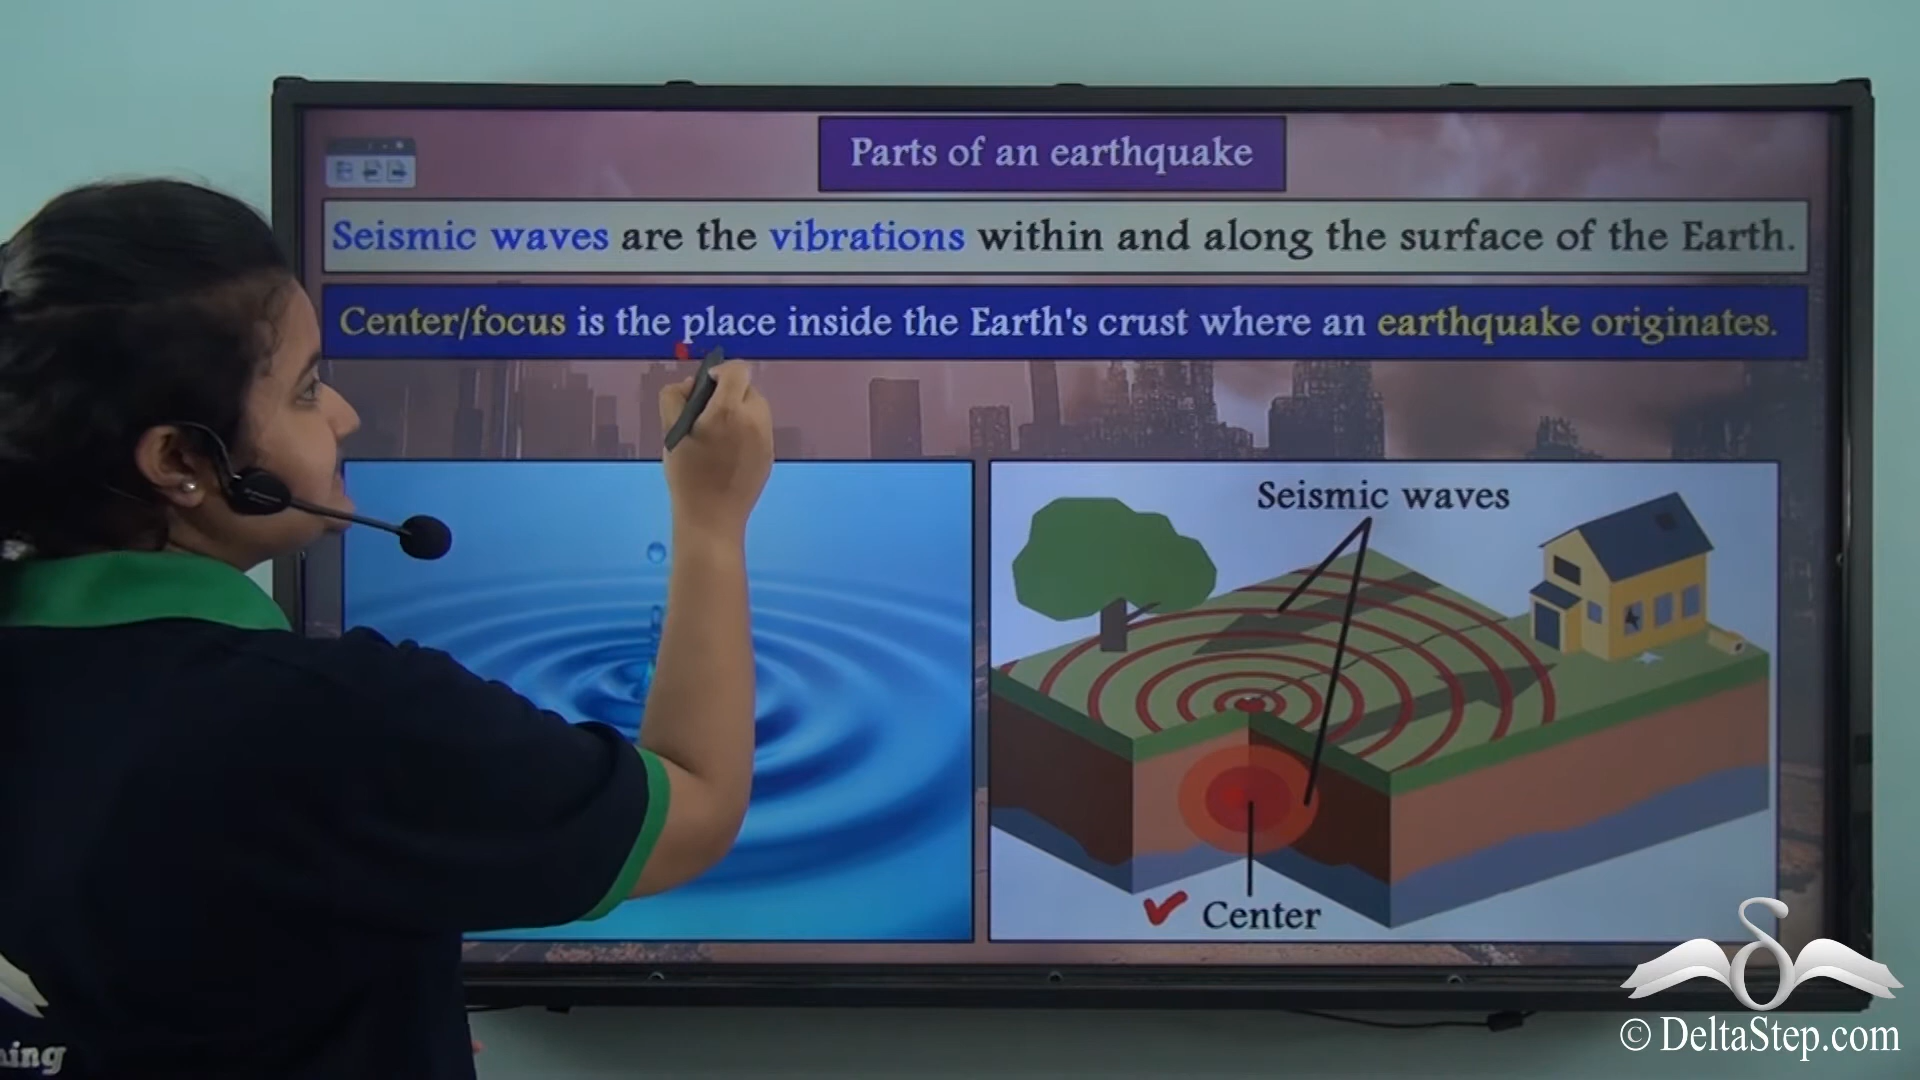 Parts of an earthquake
Seismic waves are the vibrations within and along the surface of the Earth.
Center/focus is the place inside the Earth's crust where an earthquake originates.
Seismic waves
Center
© DeltaStep.com